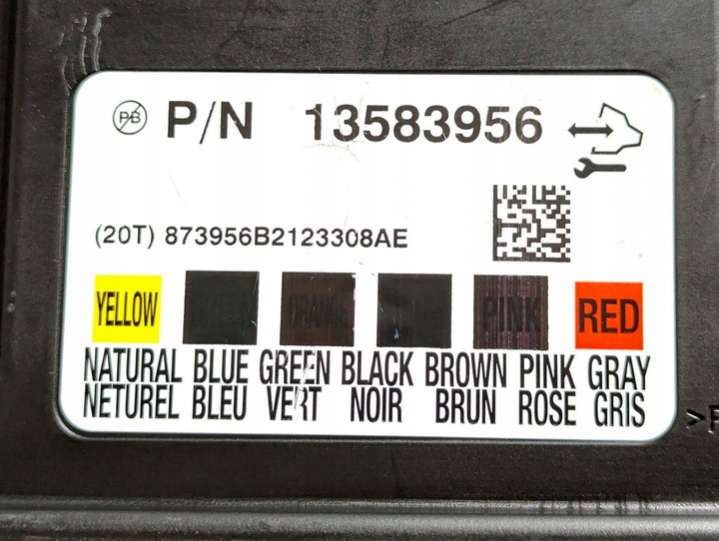 PB P/N 13583956
(20T) 873956B2123308AE
YELLOW PINK RED
NATURAL BLUE GREEN BLACK BROWN PINK GRAY
NETUREL BLEU VERT NOIR BRUN ROSE GRIS